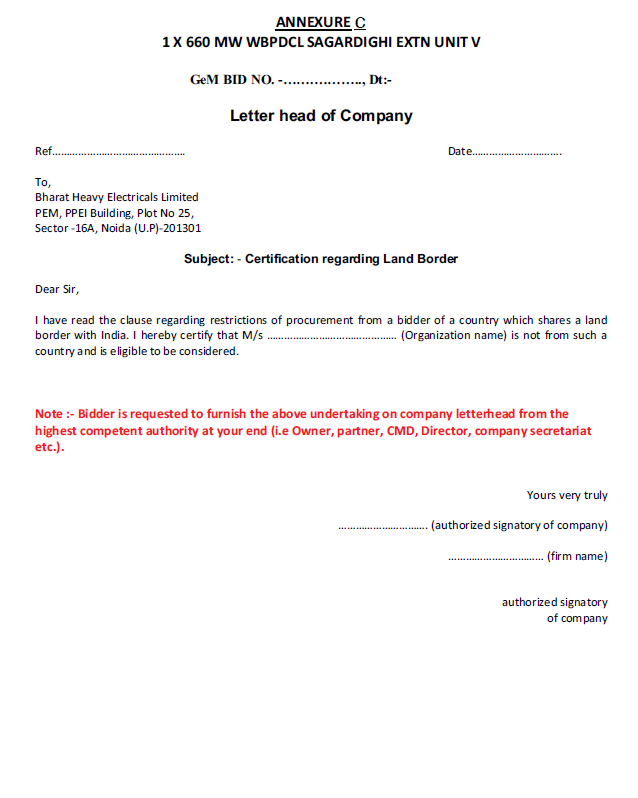 ANNEXURE C
1 X 660 MW WBPDCL SAGARDIGHI EXTN UNIT V
GeM BID NO. -……………….., Dt:-
Letter head of Company
Ref………………………………………. Date………………………….
To,
Bharat Heavy Electricals Limited
PEM, PPEI Building, Plot No 25,
Sector -16A, Noida (U.P)-201301
Subject: - Certification regarding Land Border
Dear Sir,
I have read the clause regarding restrictions of procurement from a bidder of a country which shares a land
border with India. I hereby certify that M/s ……………………………………… (Organization name) is not from such a
country and is eligible to be considered.
Note :- Bidder is requested to furnish the above undertaking on company letterhead from the
highest competent authority at your end (i.e Owner, partner, CMD, Director, company secretariat
etc.).
Yours very truly
…………………………. (authorized signatory of company)
…………………………… (firm name)
authorized signatory
of company